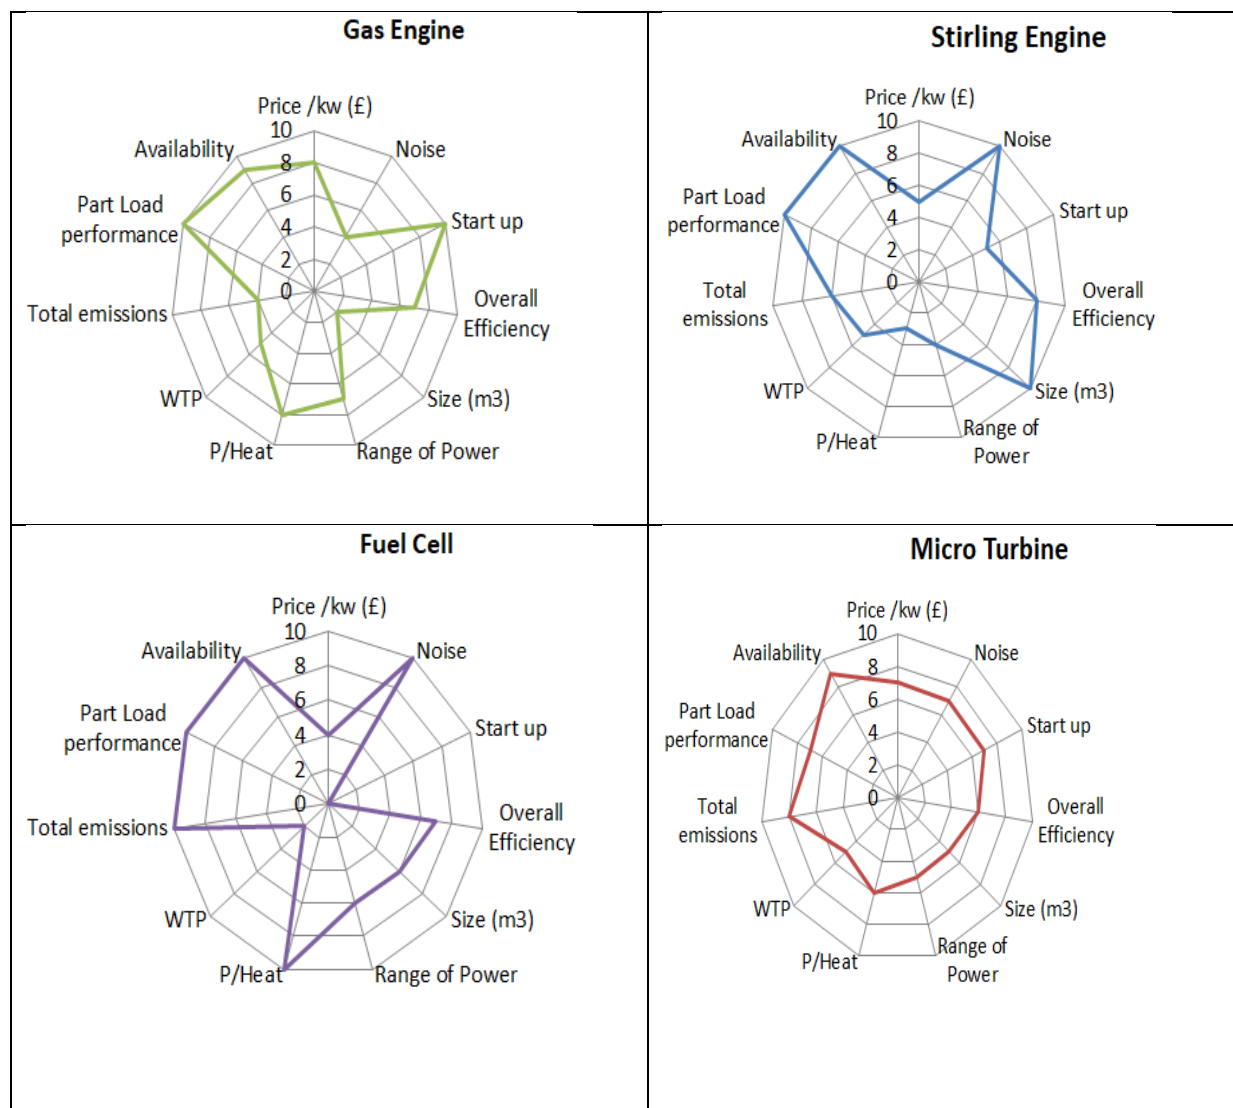 Gas Engine
Price /kw (£)
10
8
6
4
2
0
Noise
Start up
Overall
Efficiency
Size (m3)
Range of Power
P/Heat
WTP
Total emissions
Part Load
performance
Availability
Stirling Engine
Price /kw (£)
10
8
6
4
2
0
Noise
Start up
Overall
Efficiency
Size (m3)
Range of
Power
P/Heat
WTP
Total
emissions
Part Load
performance
Availability
Fuel Cell
Price /kw (£)
10
8
6
4
2
0
Noise
Start up
Overall
Efficiency
Size (m3)
Range of Power
P/Heat
WTP
Total emissions
Part Load
performance
Availability
Micro Turbine
Price /kw (£)
10
8
6
4
2
0
Noise
Start up
Overall
Efficiency
Size (m3)
Range of
Power
P/Heat
WTP
Total
emissions
Part Load
performance
Availability